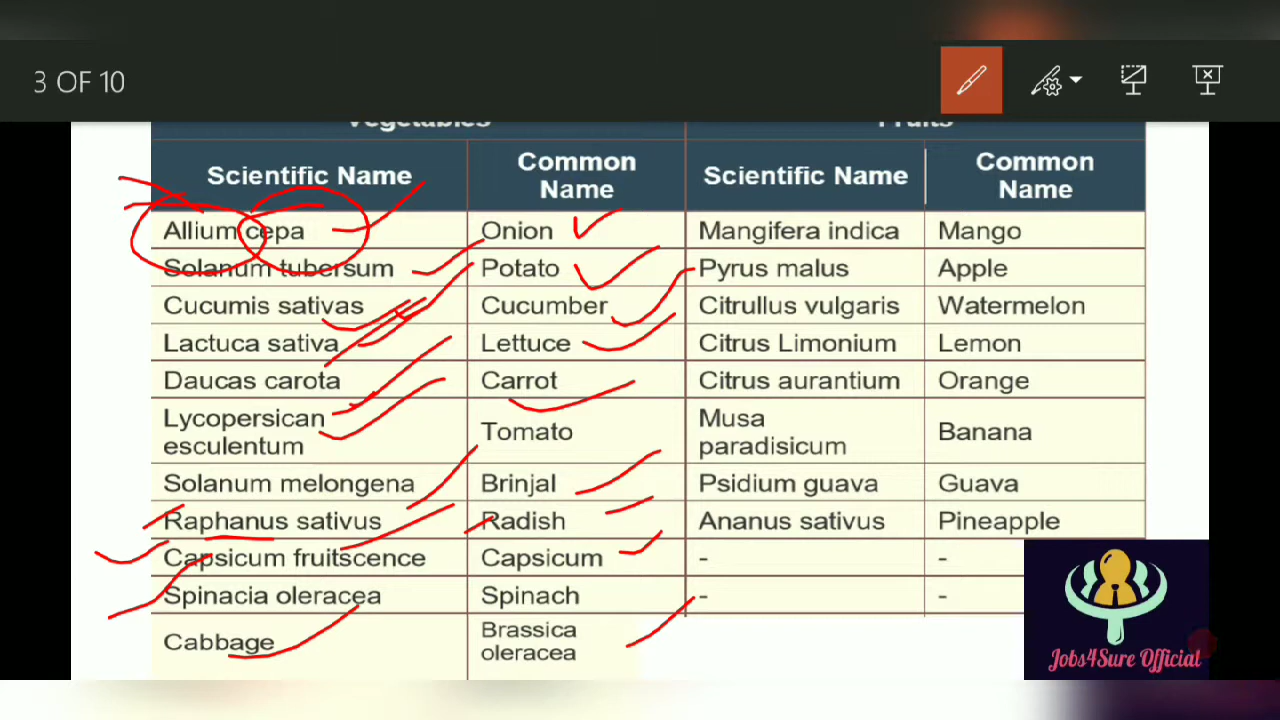 3 OF 10
Vegetables Fruits
Scientific Name Common Name Scientific Name Common Name
Allium cepa Onion Mangifera indica Mango
Solanum tubersum Potato Pyrus malus Apple
Cucumis sativas Cucumber Citrullus vulgaris Watermelon
Lactuca sativa Lettuce Citrus Limonium Lemon
Daucas carota Carrot Citrus aurantium Orange
Lycopersican esculentum Tomato Musa paradisicum Banana
Solanum melongena Brinjal Psidium guava Guava
Raphanus sativus Radish Ananus sativus Pineapple
Capsicum fruitscence Capsicum - -
Spinacia oleracea Spinach - -
Cabbage Brassica oleracea
Jobs4Sure Official